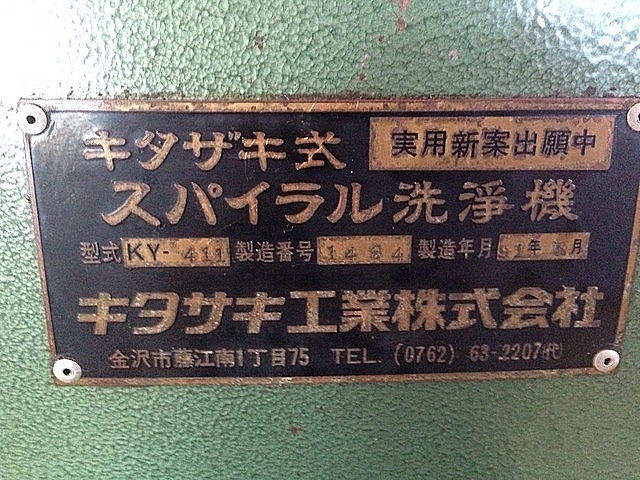 キタザキ式 実用新案出願中
スパイラル洗淨機
型式 KY-411 製造番号 1484 製造年月 年 月
キタサキ工業株式会社
金沢市藤江南1丁目75 TEL. (0762) 63-3207代)